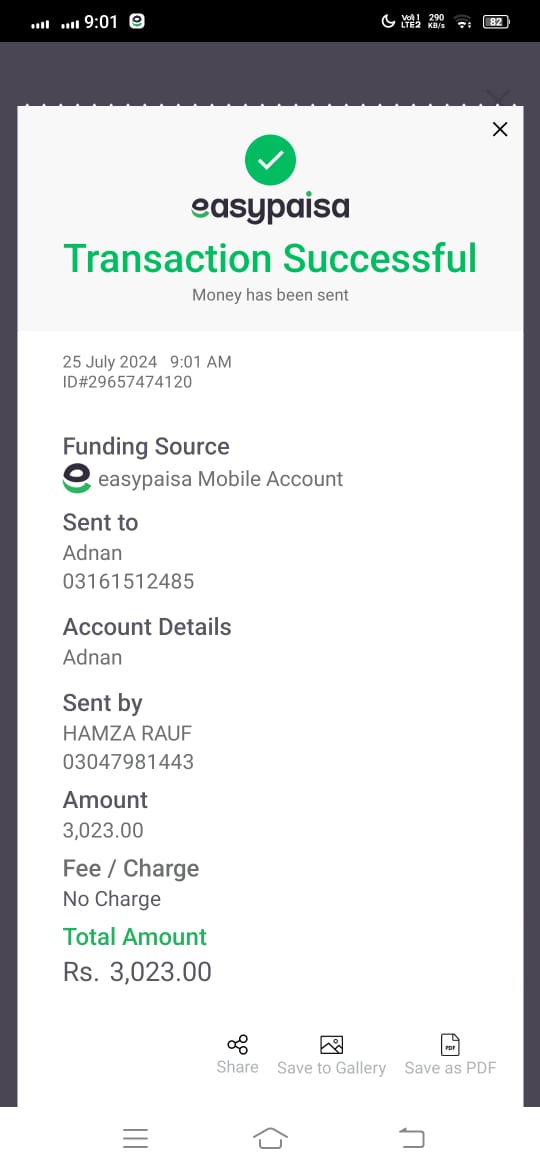 9:01
Voi) 1 LTE2 290 KB/s 82
easypaisa
Transaction Successful
Money has been sent
25 July 2024 9:01 AM
ID#29657474120
Funding Source
easypaisa Mobile Account
Sent to
Adnan
03161512485
Account Details
Adnan
Sent by
HAMZA RAUF
03047981443
Amount
3,023.00
Fee / Charge
No Charge
Total Amount
Rs. 3,023.00
Share Save to Gallery Save as PDF